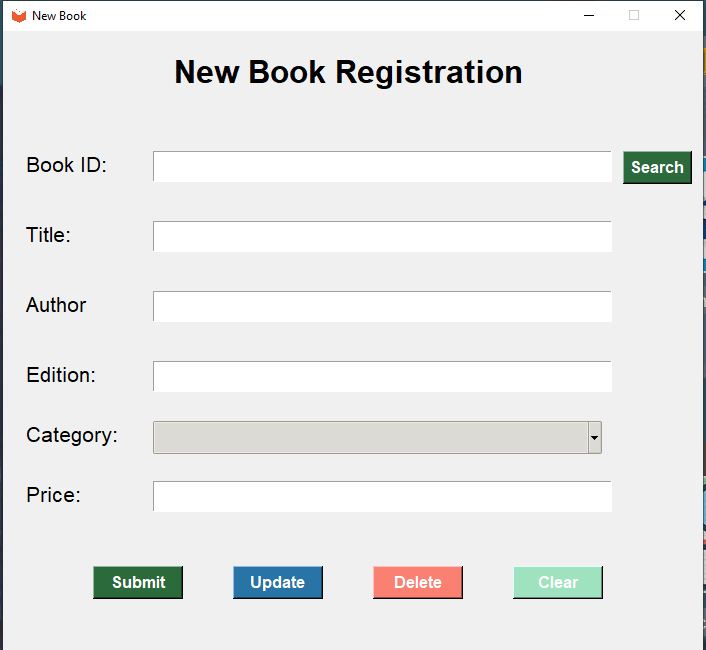 New Book
New Book Registration
Book ID:
Search
Title:
Author
Edition:
Category:
Price:
Submit Update Delete Clear